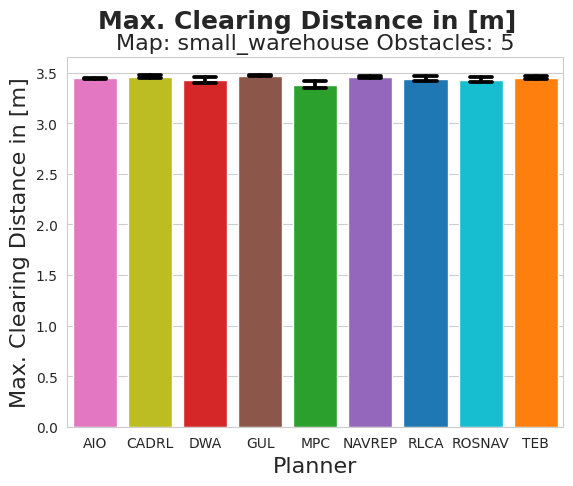 Max. Clearing Distance in [m]
Map: small_warehouse Obstacles: 5
Max. Clearing Distance in [m]
3.5
3.0
2.5
2.0
1.5
1.0
0.5
0.0
AIO CADRL DWA GUL MPC NAVREP RLCA ROSNAV TEB
Planner